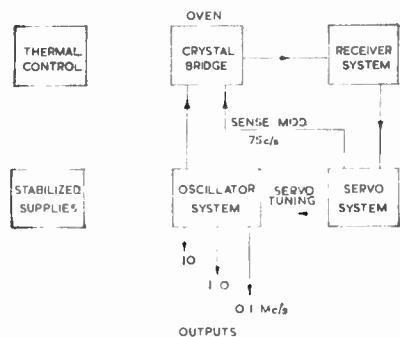 OVEN
THERMAL
CONTROL
CRYSTAL
BRIDGE
RECEIVER
SYSTEM
SENSE MOD
75c/s
STABILIZED
SUPPLIES
OSCILLATOR
SYSTEM
SERVO
TUNING
SERVO
SYSTEM
10
1 0
0 1 Mc/s
OUTPUTS